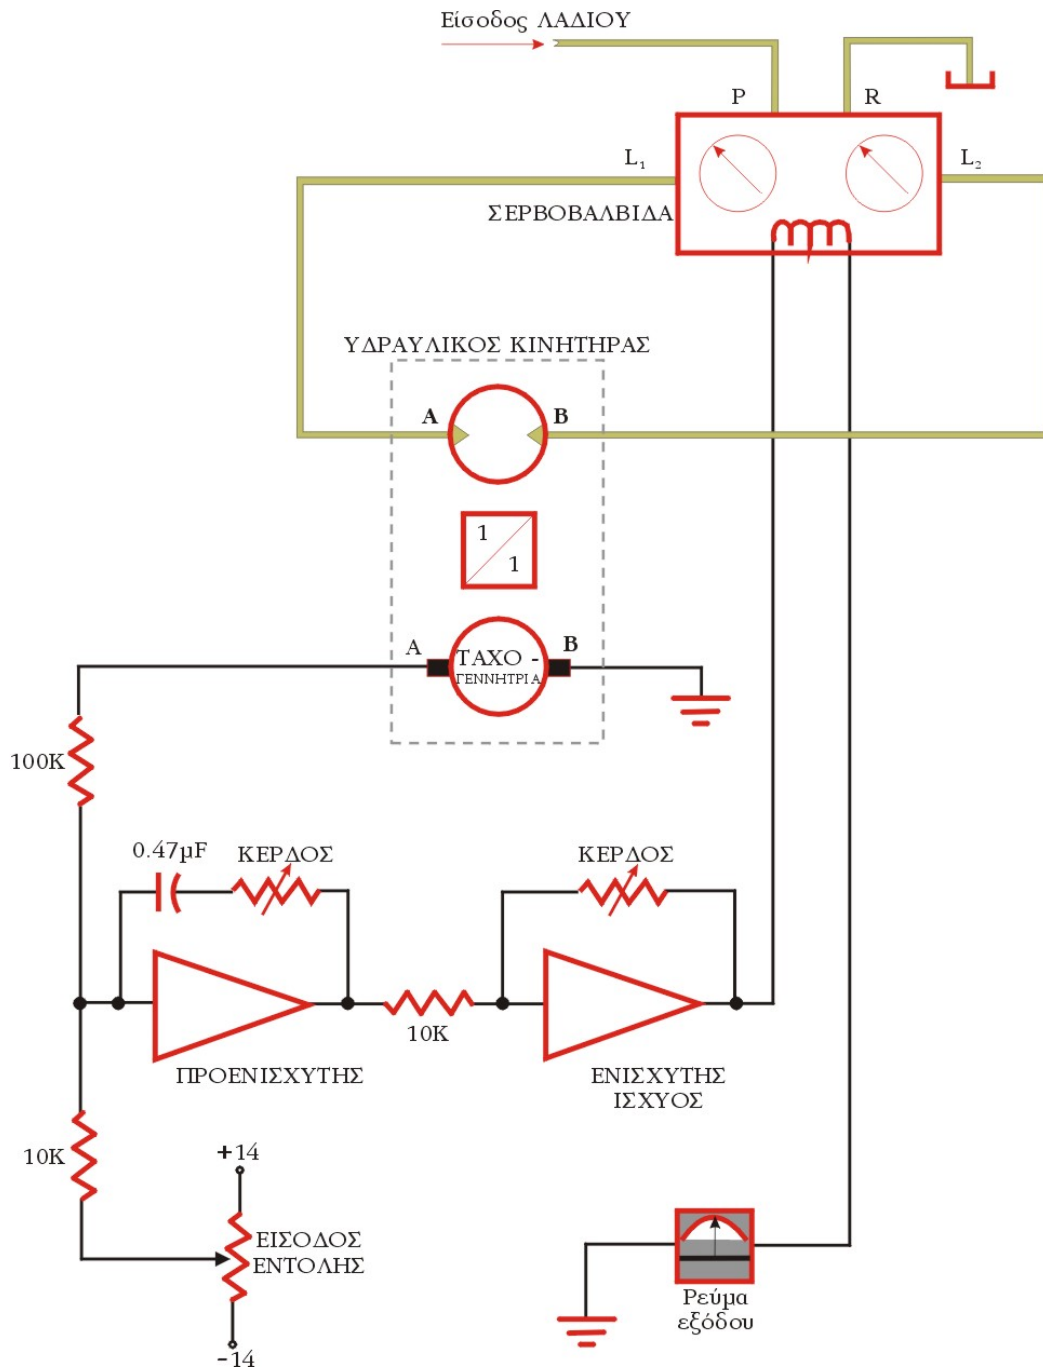 Είσοδος ΛΑΔΙΟΥ
P
R
L₁
L₂
ΣΕΡΒΟΒΑΛΒΙΔΑ
ΥΔΡΑΥΛΙΚΟΣ ΚΙΝΗΤΗΡΑΣ
A
B
1
1
A
B
ΤΑΧΟ -
ΓΕΝΝΗΤΡΙΑ
100K
0.47μF
ΚΕΡΔΟΣ
ΚΕΡΔΟΣ
10K
ΠΡΟΕΝΙΣΧΥΤΗΣ
ΕΝΙΣΧΥΤΗΣ
ΙΣΧΥΟΣ
10K
+14
ΕΙΣΟΔΟΣ
ΕΝΤΟΛΗΣ
-14
Ρεύμα
εξόδου